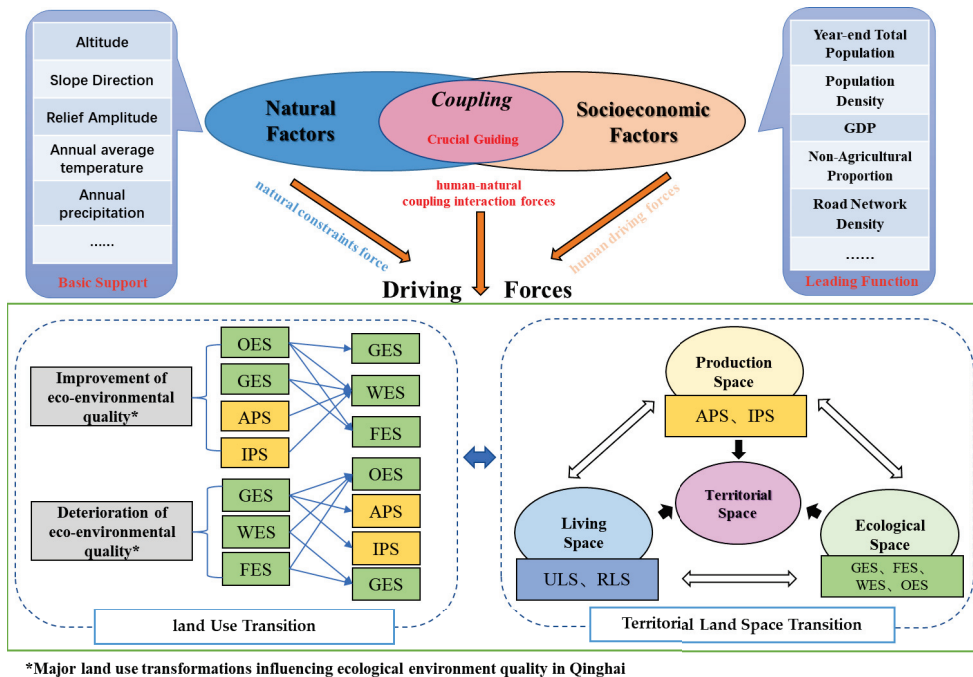 Altitude
Slope Direction
Relief Amplitude
Annual average
temperature
Annual
precipitation
......
Basic Support
Natural
Factors
Coupling
Crucial Guiding
Socioeconomic
Factors
Year-end Total
Population
Population
Density
GDP
Non-Agricultural
Proportion
Road Network
Density
......
Leading Function
natural constraints force
human-natural
coupling interaction forces
human driving forces
Driving Forces
Improvement of
eco-environmental
quality*
OES
GES
APS
IPS
GES
WES
FES
Deterioration of
eco-environmental
quality*
GES
WES
FES
OES
APS
IPS
GES
land Use Transition
Production
Space
APS、IPS
Territorial
Space
Living
Space
ULS、RLS
Ecological
Space
GES、FES、
WES、OES
Territorial Land Space Transition
*Major land use transformations influencing ecological environment quality in Qinghai